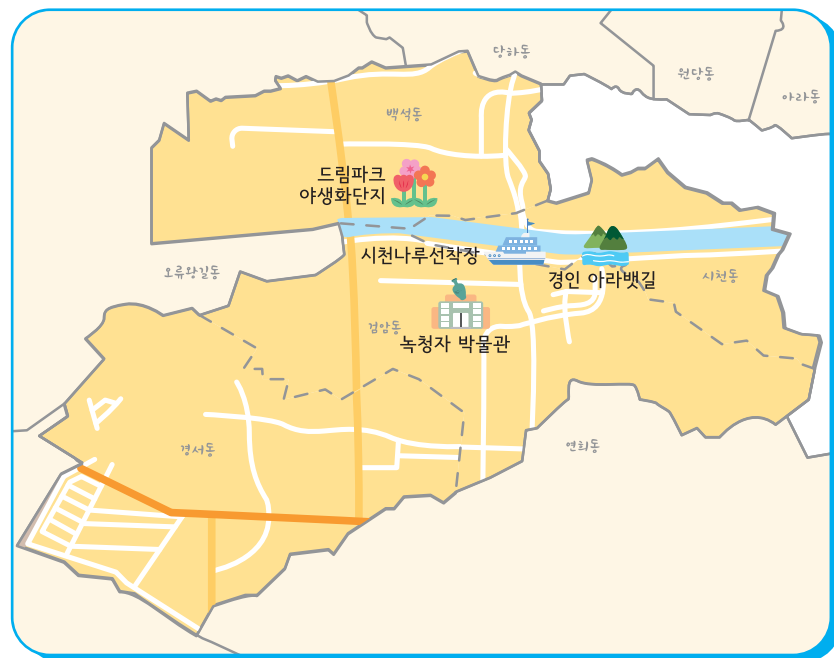 당하동
원당동
아라동
백석동
드림파크
야생화단지
시천나루선착장
오류왕길동
경인 아라뱃길
시천동
검암동
녹청자 박물관
경서동
연희동